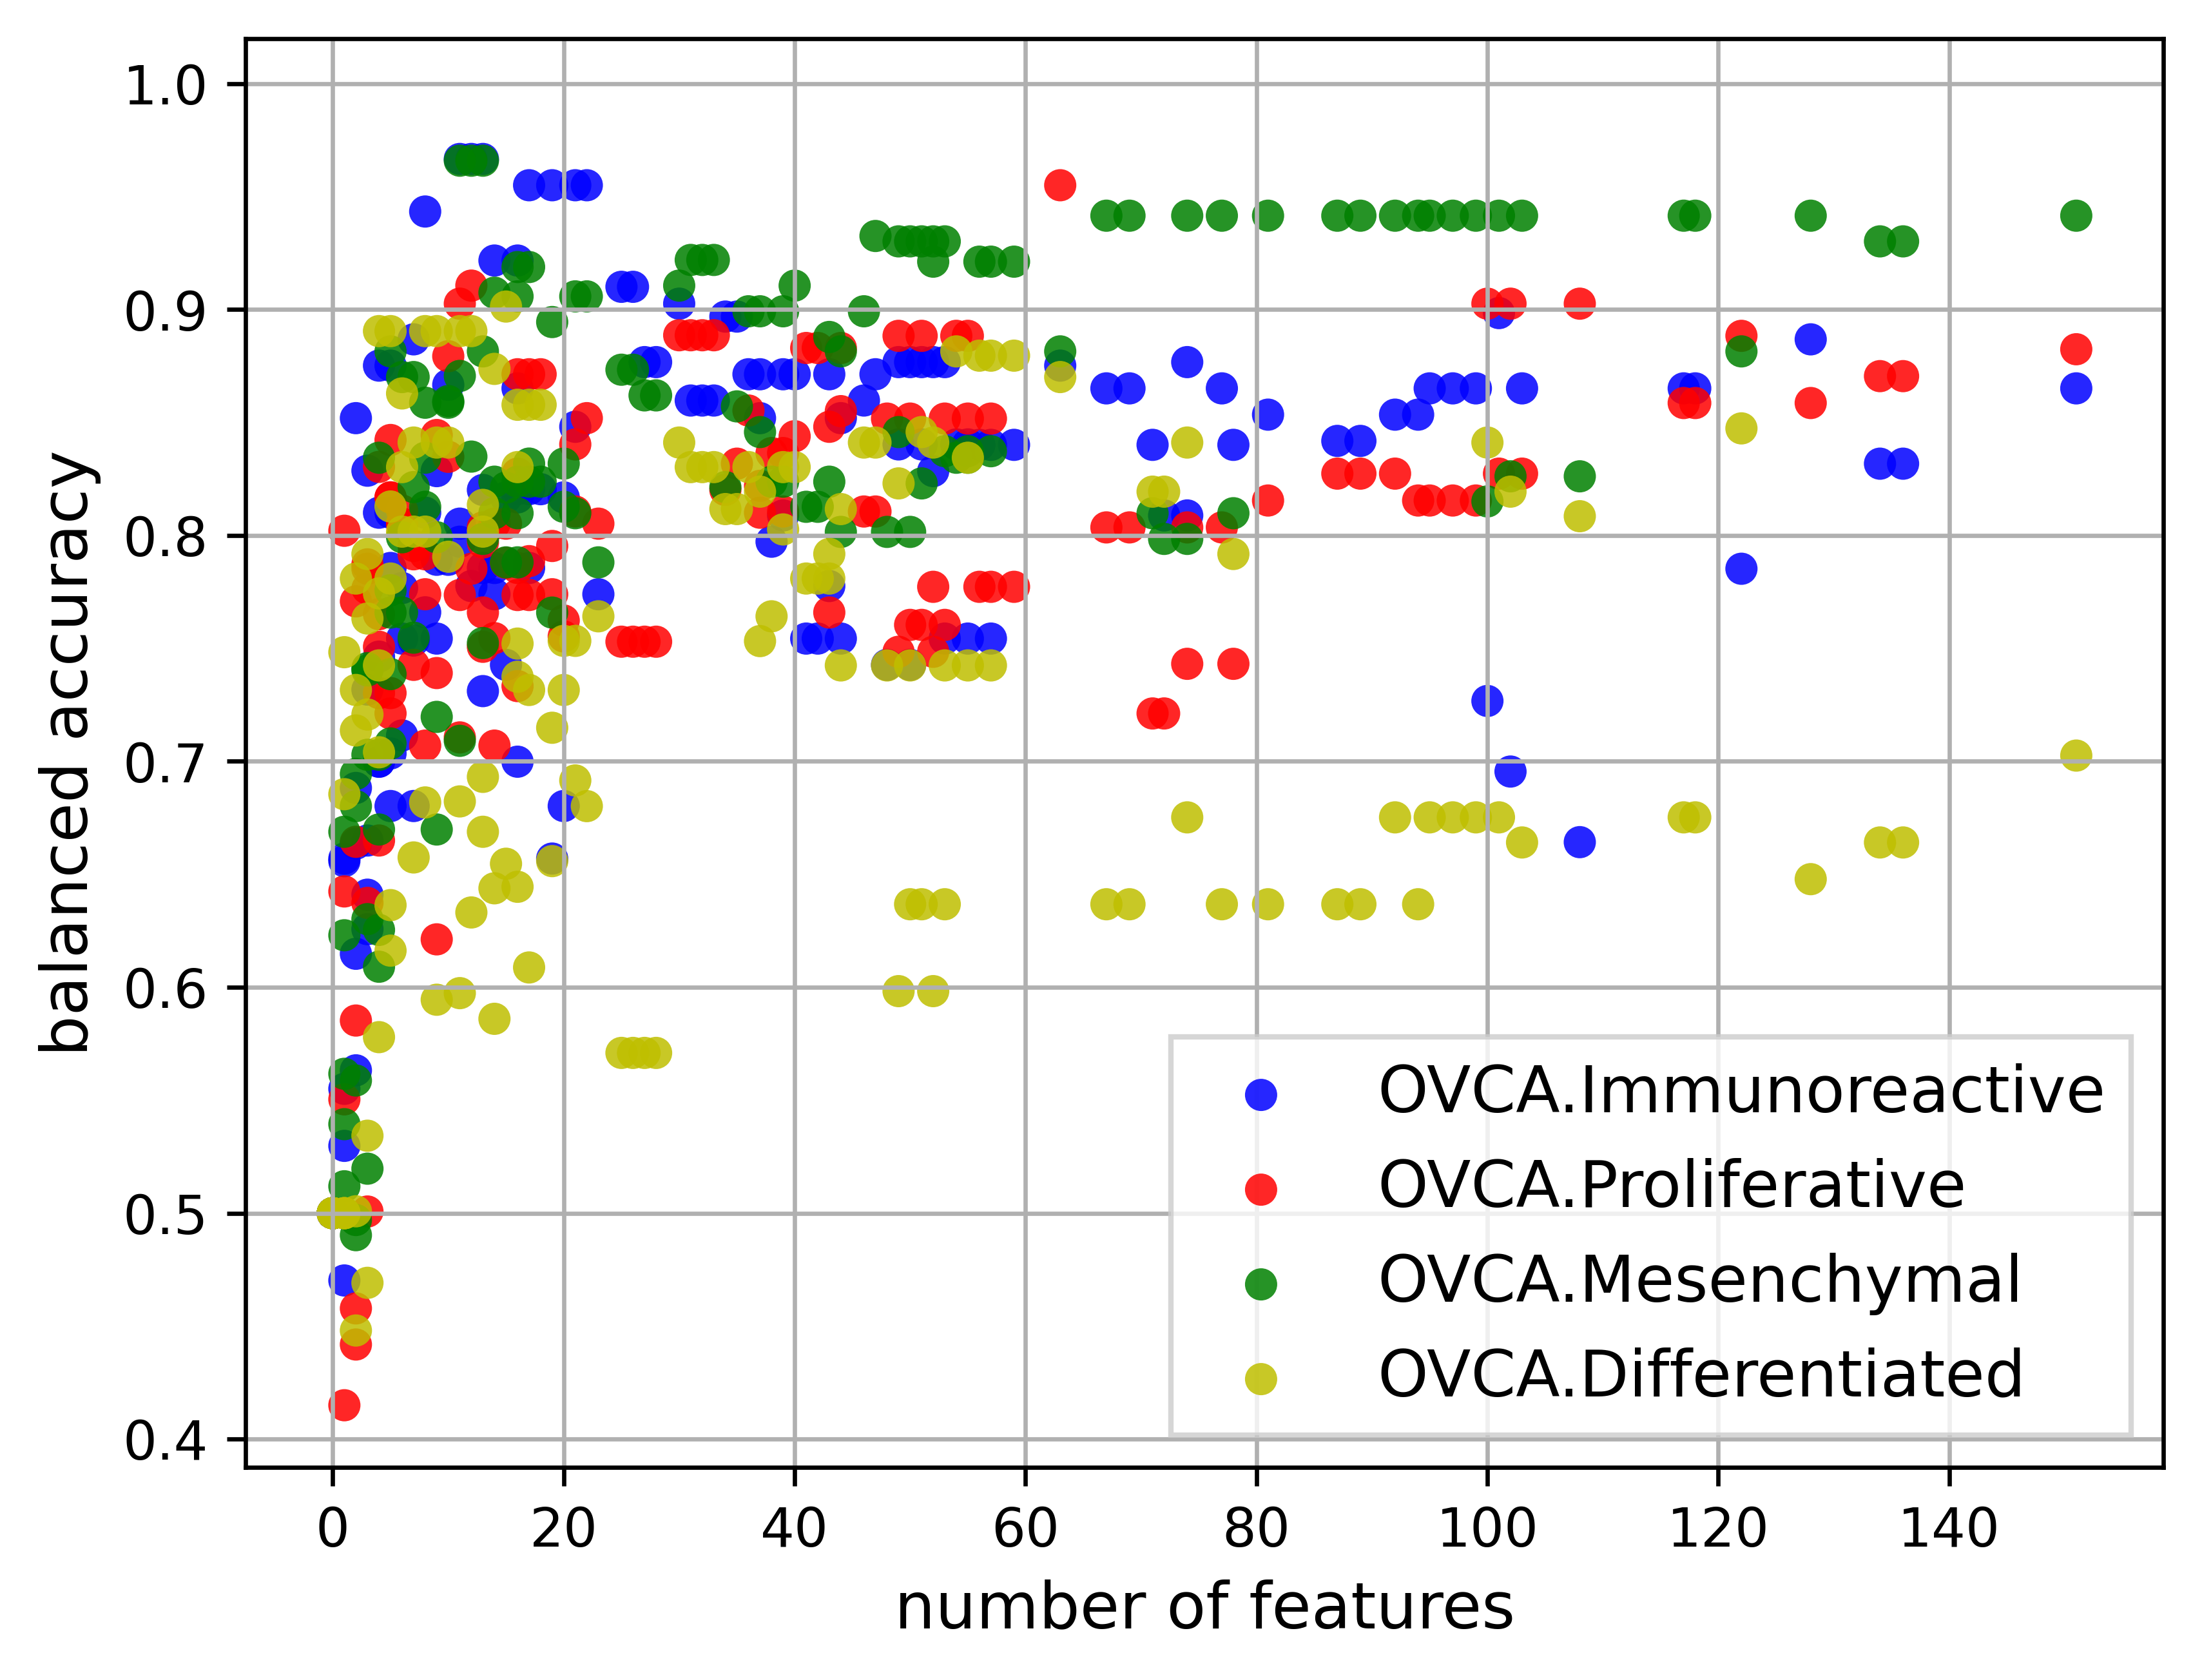 1.0
0.9
0.8
0.7
0.6
0.5
0.4
balanced accuracy
OVCA.Immunoreactive
OVCA.Proliferative
OVCA.Mesenchymal
OVCA.Differentiated
0 20 40 60 80 100 120 140
number of features